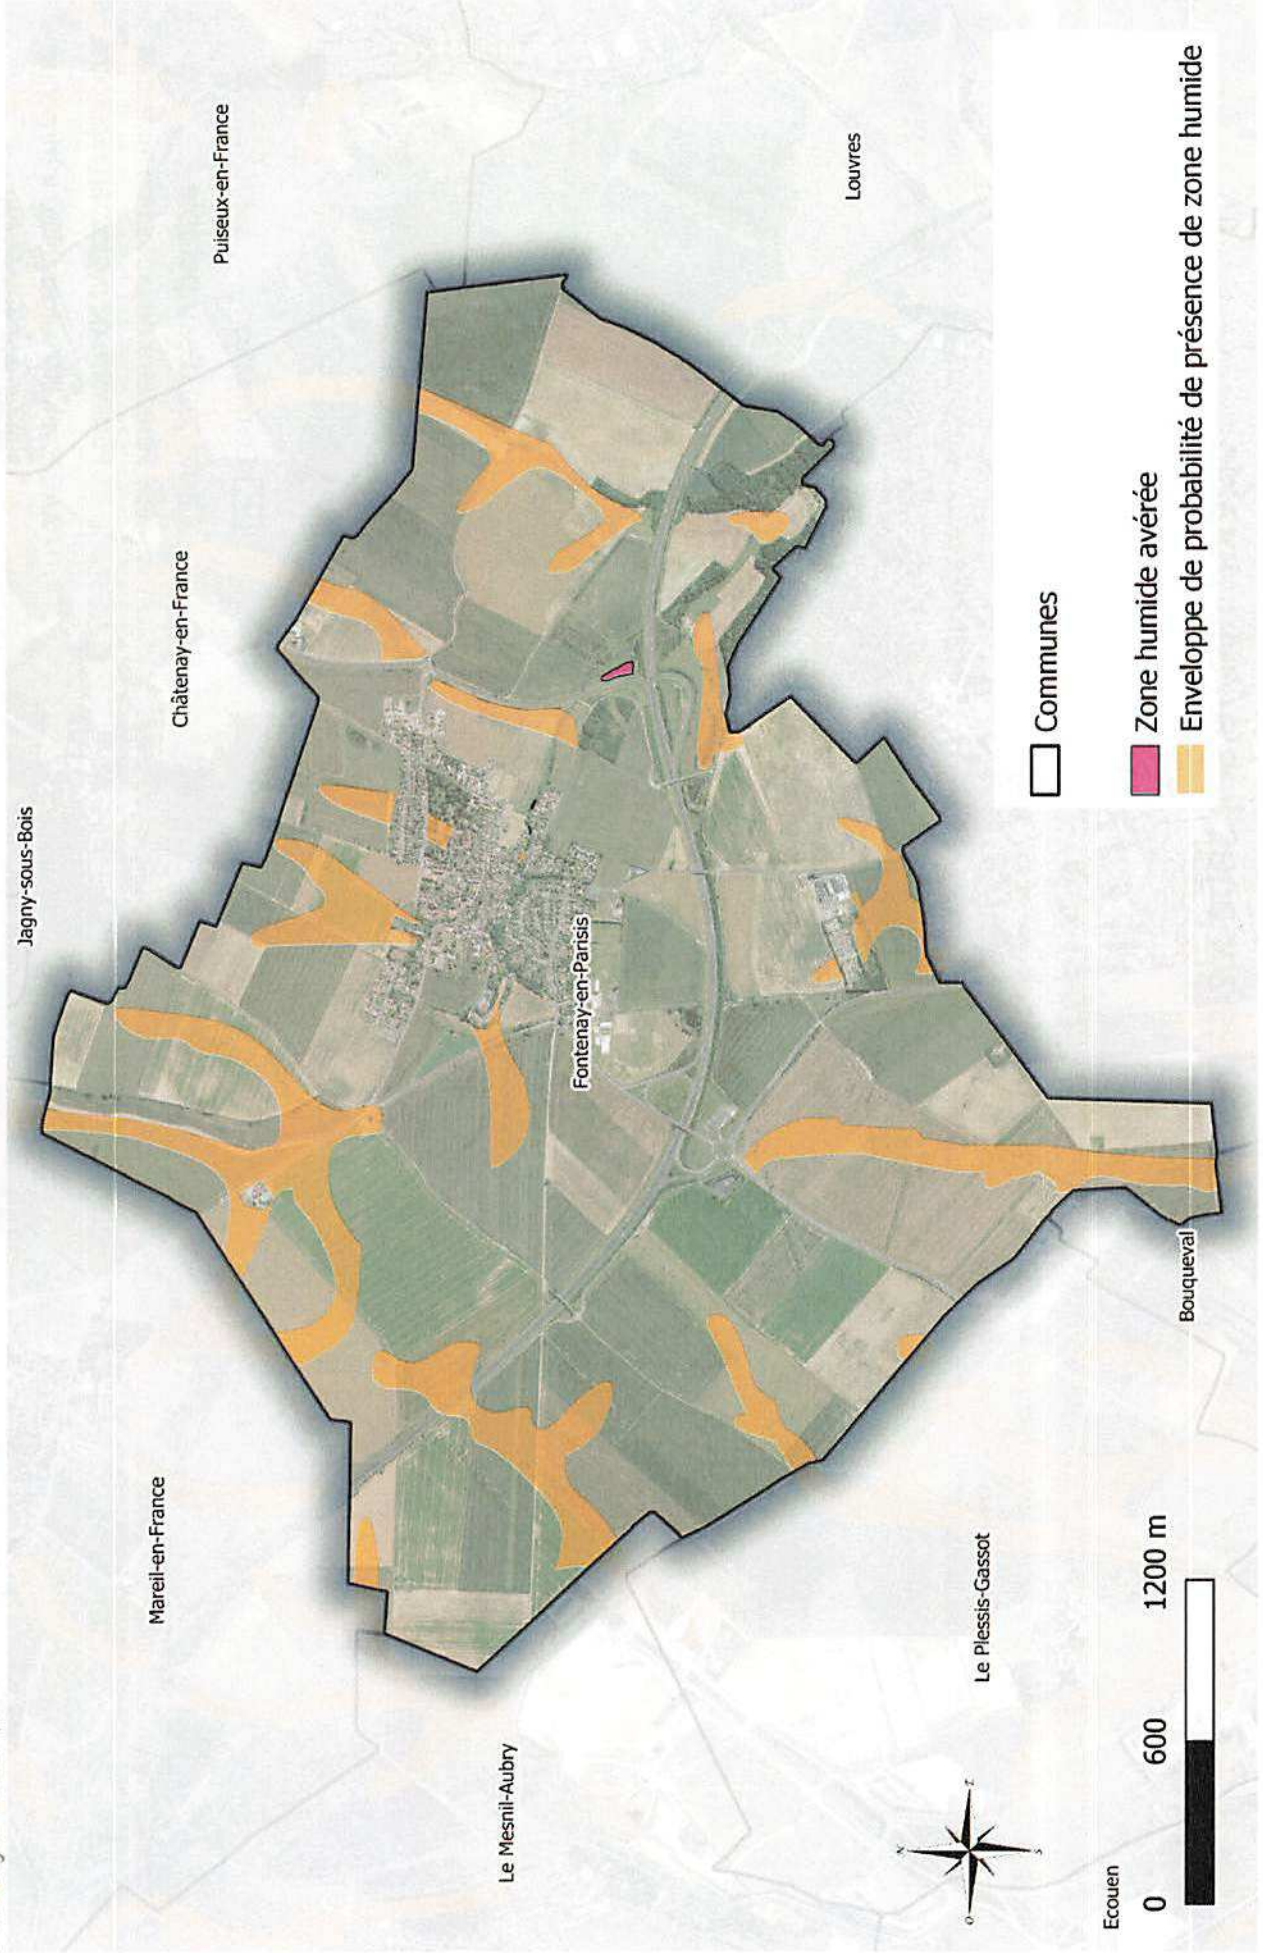 Jagny-sous-Bois
Puiseux-en-France
Châtenay-en-France
Mareil-en-France
Louvres
Fontenay-en-Parisis
Le Mesnil-Aubry
Le Plessis-Gassot
Bouqueval
Ecouen
N
O
S
0 600 1200 m
Communes
Zone humide avérée
Enveloppe de probabilité de présence de zone humide